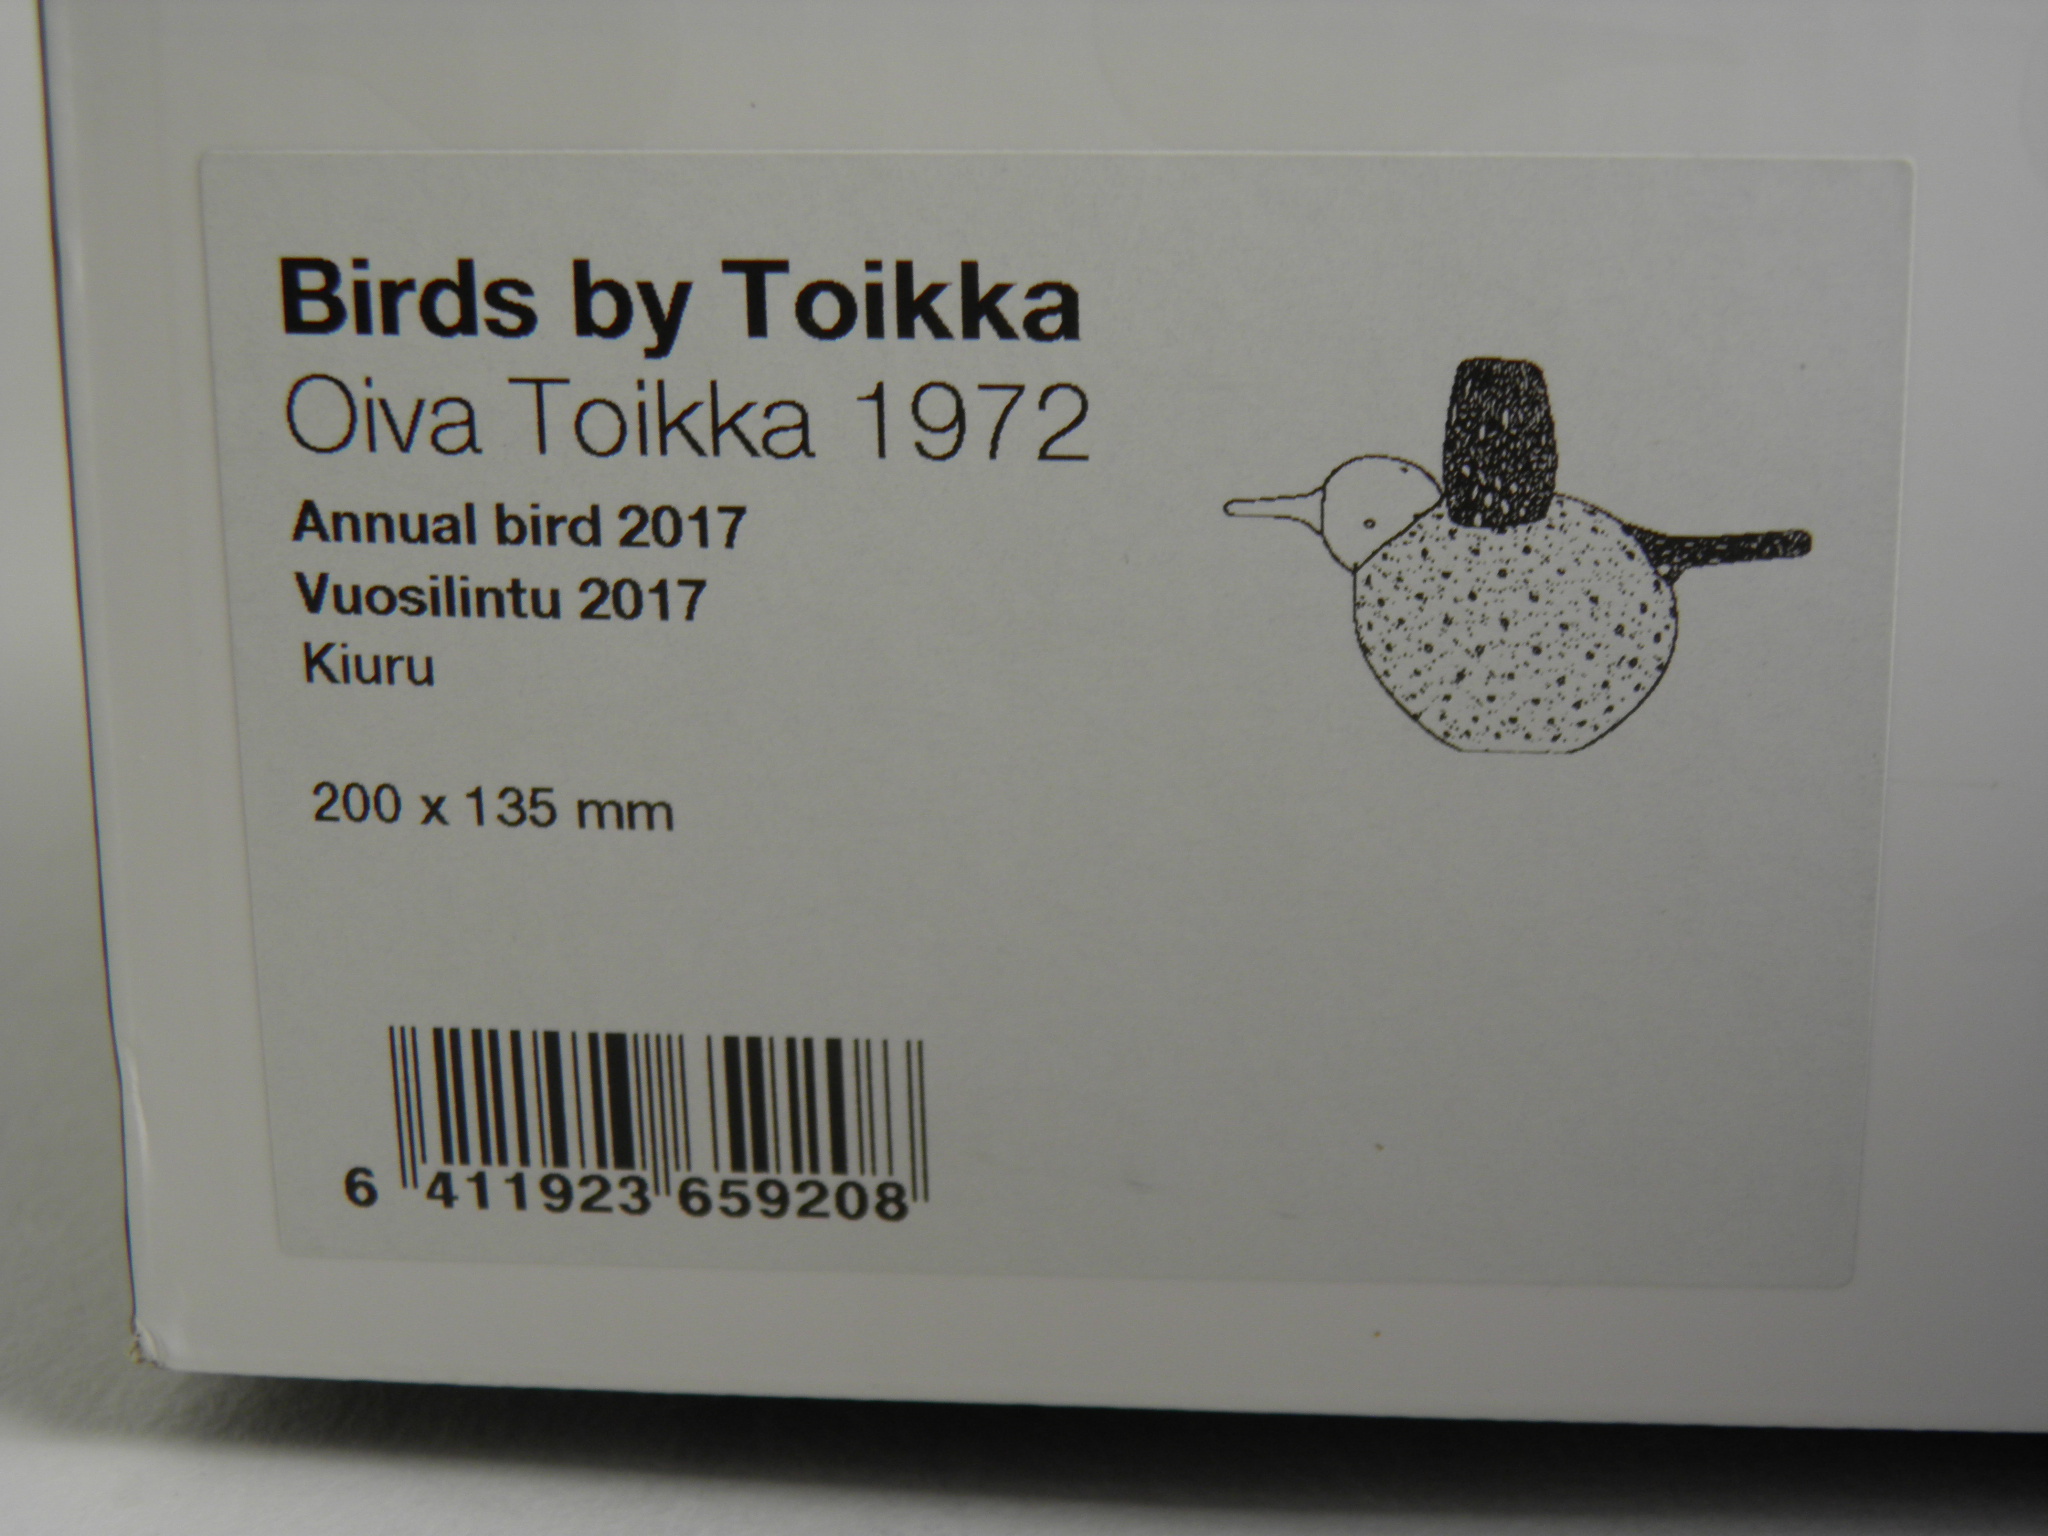 Birds by Toikka
Oiva Toikka 1972
Annual bird 2017
Vuosilintu 2017
Kiuru
200 x 135 mm
6 411923 659208